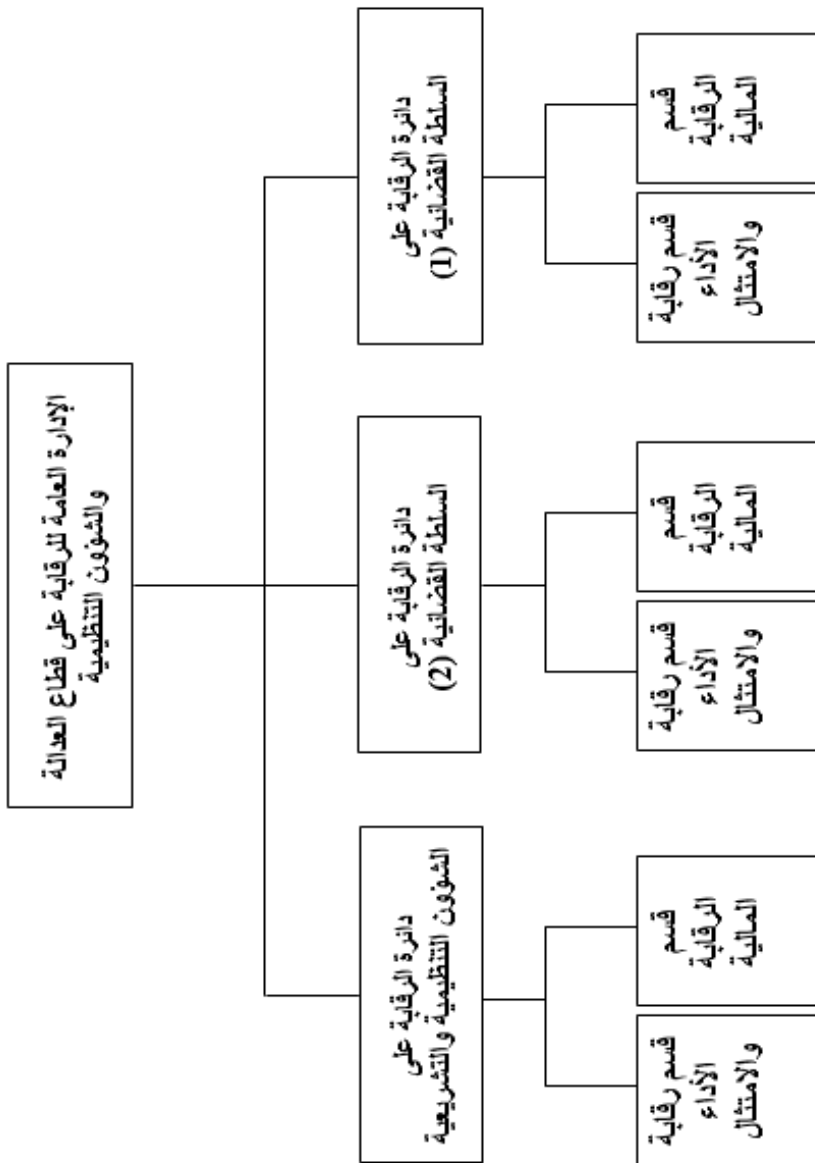 الإدارة العامة للرقابة على قطاع العدالة
والشؤون التنظيمية
دائرة الرقابة على
السلطة القضائية (1)
دائرة الرقابة على
السلطة القضائية (2)
دائرة الرقابة على
الشؤون التنظيمية والتشريعية
قسم
الرقابة
المالية
قسم رقابة
الأداء
والامتثال
قسم
الرقابة
المالية
قسم رقابة
الأداء
والامتثال
قسم
الرقابة
المالية
قسم رقابة
الأداء
والامتثال